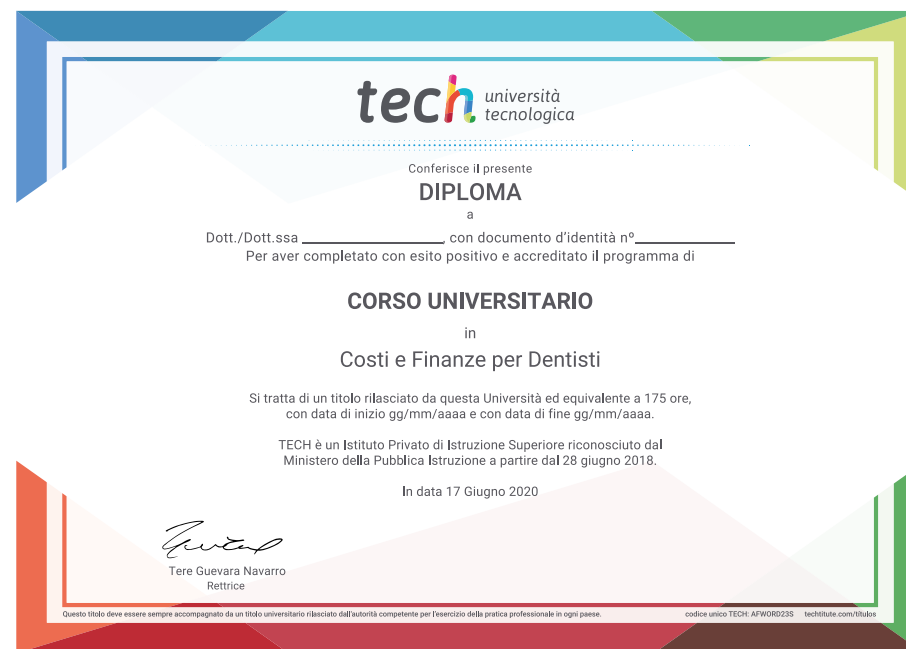 tech università
tecnologica
Conferisce il presente
DIPLOMA
a
Dott./Dott.ssa ____________________, con documento d'identità nº______________
Per aver completato con esito positivo e accreditato il programma di
CORSO UNIVERSITARIO
in
Costi e Finanze per Dentisti
Si tratta di un titolo rilasciato da questa Università ed equivalente a 175 ore,
con data di inizio gg/mm/aaaa e con data di fine gg/mm/aaaa.
TECH è un Istituto Privato di Istruzione Superiore riconosciuto dal
Ministero della Pubblica Istruzione a partire dal 28 giugno 2018.
In data 17 Giugno 2020
Tere Guevara Navarro
Rettrice
Questo titolo deve essere sempre accompagnato da un titolo universitario rilasciato dall'autorità competente per l'esercizio della pratica professionale in ogni paese.
codice unico TECH: AFWORD23S techtitute.com/títulos